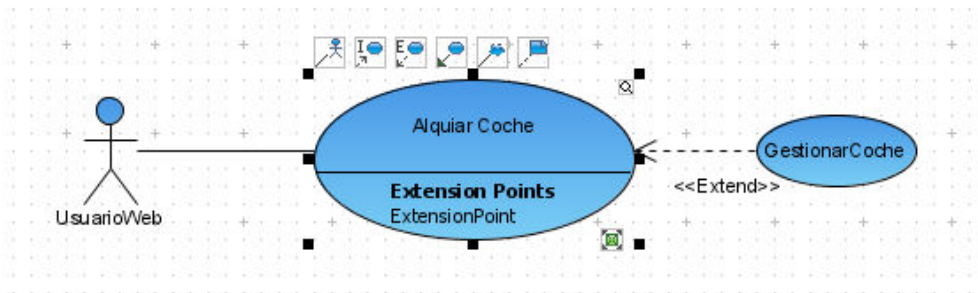 I
E
Alquiar Coche
Extension Points
ExtensionPoint
GestionarCoche
<<Extend>>
UsuarioWeb